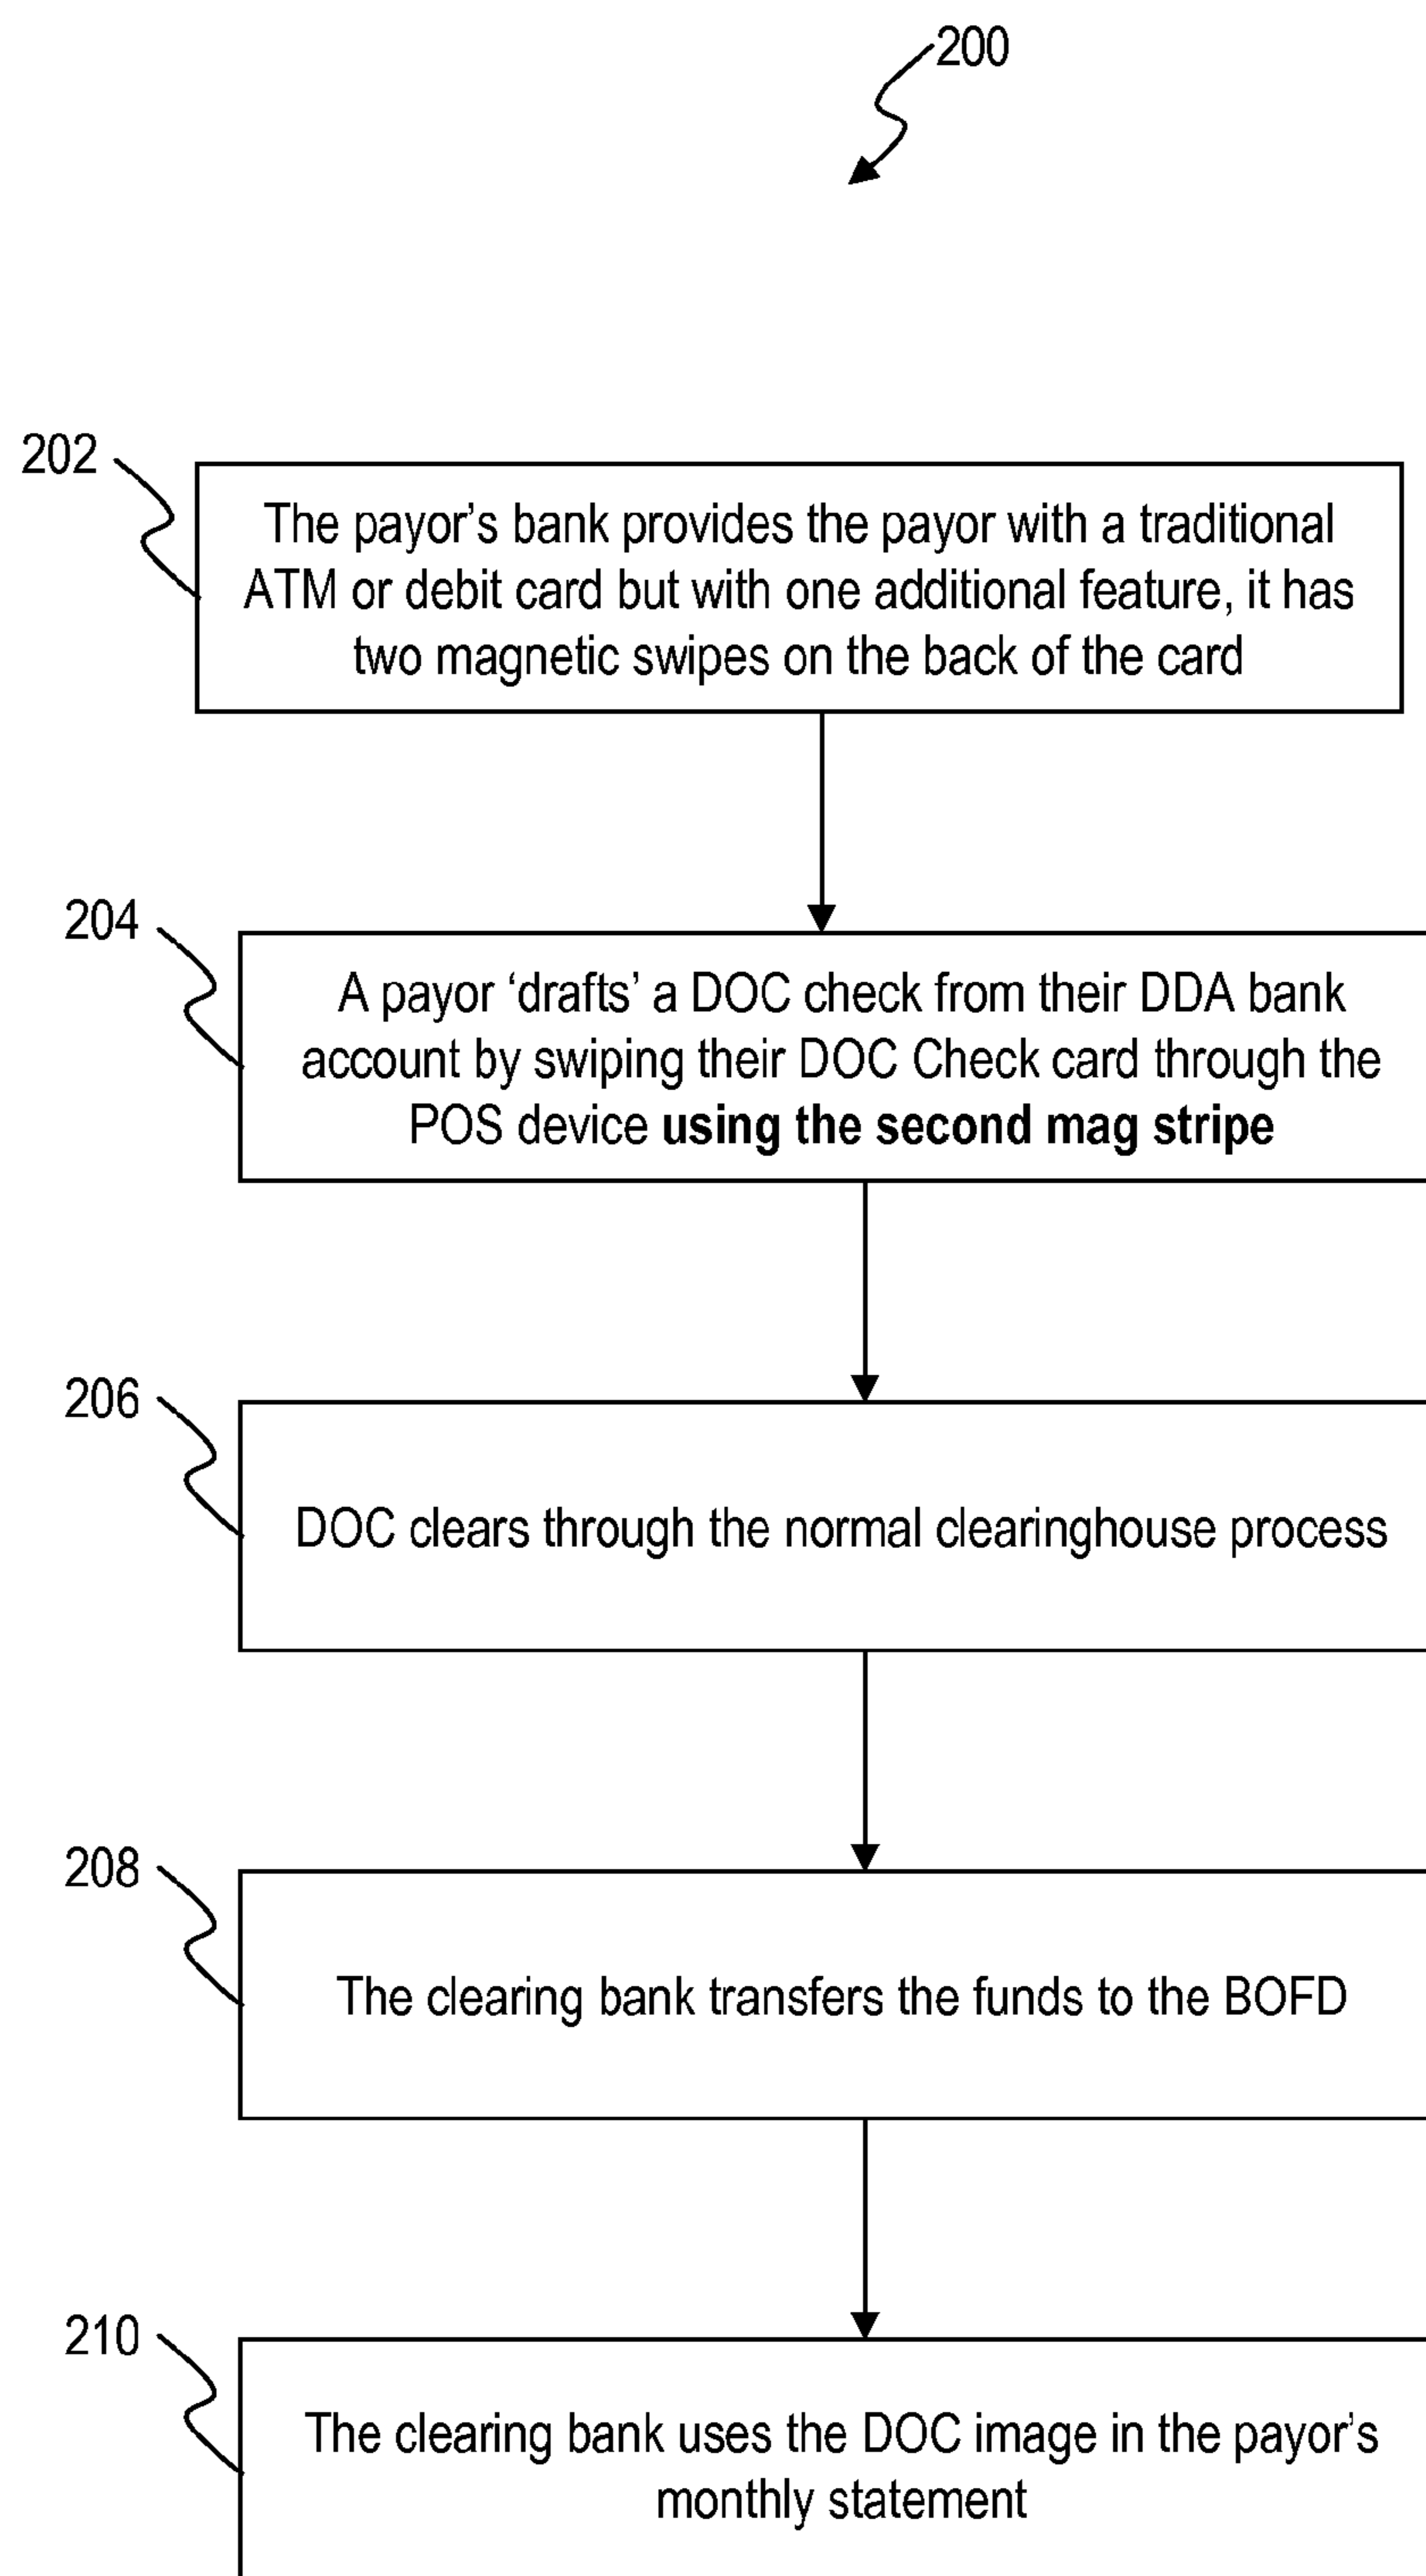 200
202
The payor’s bank provides the payor with a traditional
ATM or debit card but with one additional feature, it has
two magnetic swipes on the back of the card
204
A payor ‘drafts’ a DOC check from their DDA bank
account by swiping their DOC Check card through the
POS device using the second mag stripe
206
DOC clears through the normal clearinghouse process
208
The clearing bank transfers the funds to the BOFD
210
The clearing bank uses the DOC image in the payor’s
monthly statement